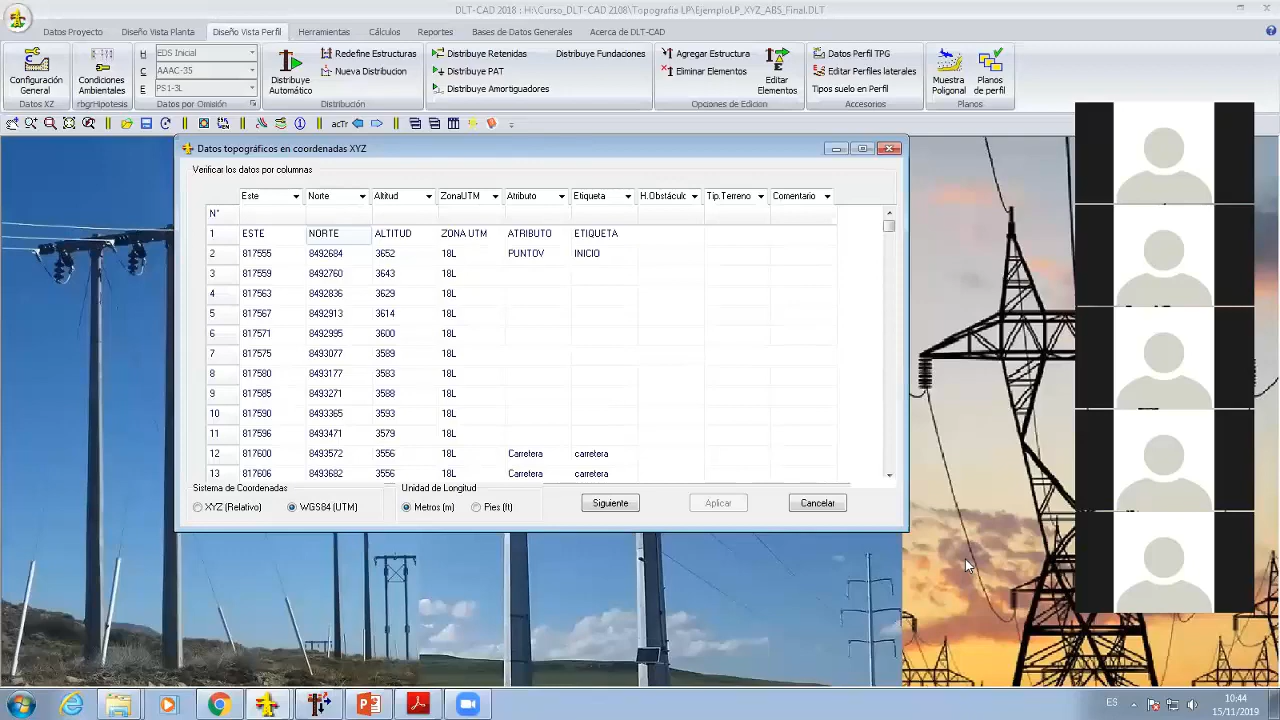 DLT-CAD 2018 : H:\Curso_DLT-CAD 2108\Topografia LP\EjemploLP_XYZ_ABS_Final.DLT
Datos Proyecto Diseño Vista Planta Diseño Vista Perfil Herramientas Cálculos Reportes Bases de Datos Generales Acerca de DLT-CAD
Configuración General
Datos XZ
Condiciones Ambientales
rbgrHipotesis
EDS Inicial
C AAAC-35
E PS1-3L
Datos por Omisión
Distribuye Automático
Redefine Estructuras
Nueva Distribucion
Distribución
Distribuye Retenidas
Distribuye PAT
Distribuye Amortiguadores
Distribuye Fundaciones
Agregar Estructura
Eliminar Elementos
Editar Elementos
Opciones de Edicion
Datos Perfil TPG
Editar Perfiles laterales
Tipos suelo en Perfil
Accesorios
Muestra Poligonal
Planos de perfil
Planos
acTr
Datos topográficos en coordenadas XYZ
Verificar los datos por columnas
Este Norte Altitud ZonaUTM Atributo Etiqueta H.Obstáculo Tip.Terreno Comentario
N°
1 ESTE NORTE ALTITUD ZONA UTM ATRIBUTO ETIQUETA
2 817555 8492684 3652 18L PUNTOV INICIO
3 817559 8492760 3643 18L
4 817563 8492836 3629 18L
5 817567 8492913 3614 18L
6 817571 8492995 3600 18L
7 817575 8493077 3589 18L
8 817580 8493177 3583 18L
9 817585 8493271 3588 18L
10 817590 8493365 3593 18L
11 817596 8493471 3579 18L
12 817600 8493572 3556 18L Carretera carretera
13 817606 8493682 3556 18L Carretera carretera
Sistema de Coordenadas
XYZ (Relativo) WGS84 (UTM)
Unidad de Longitud
Metros (m) Pies (ft)
Siguiente Aplicar Cancelar
ES
10:44
15/11/2019